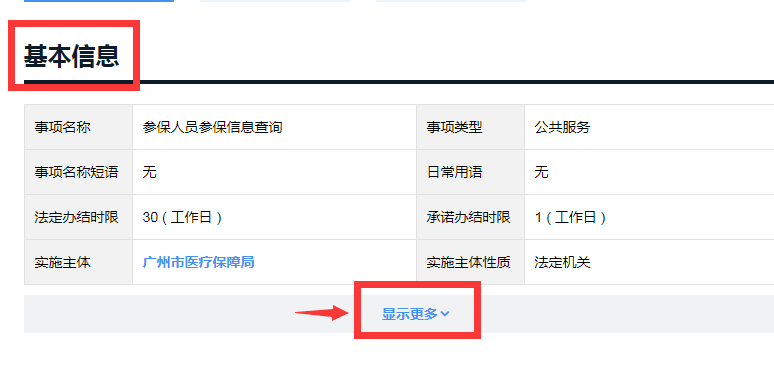 基本信息
事项名称 参保人员参保信息查询 事项类型 公共服务
事项名称短语 无 日常用语 无
法定办结时限 30 ( 工作日 ) 承诺办结时限 1 ( 工作日 )
实施主体 广州市医疗保障局 实施主体性质 法定机关
显示更多